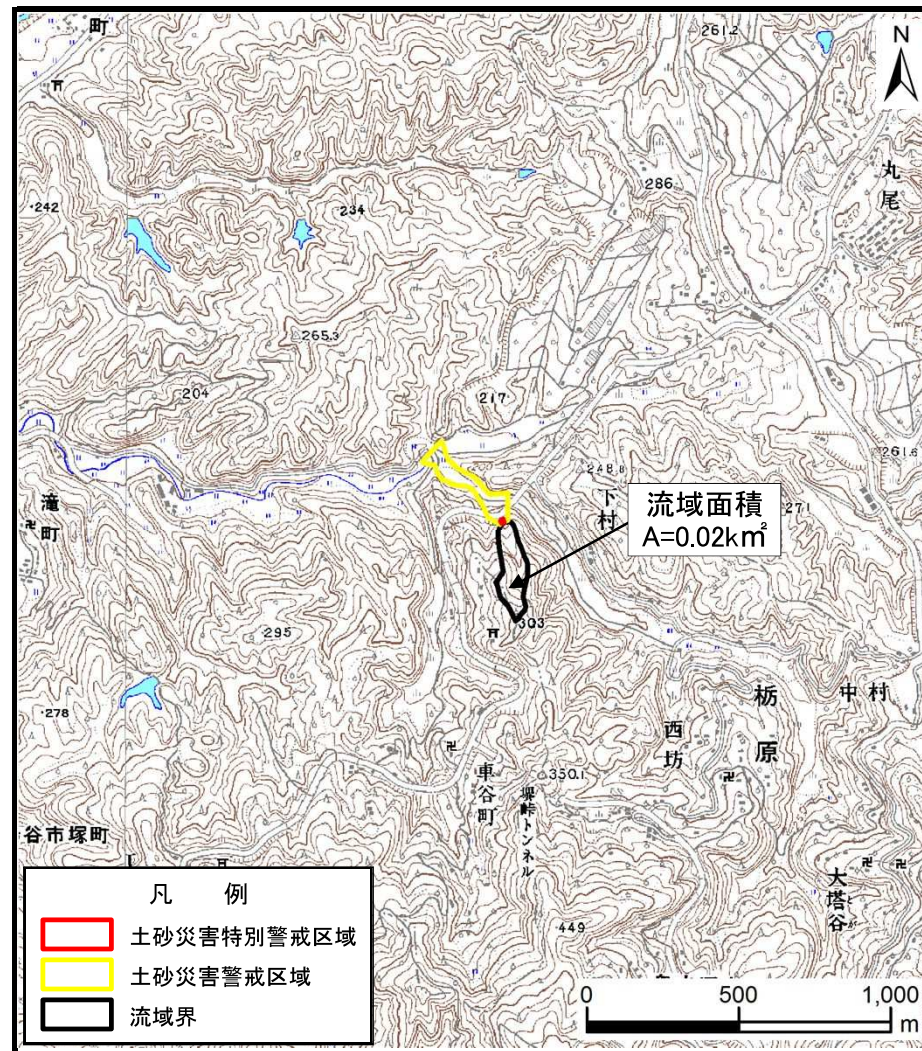 町
261.2
N
丸尾
286
242
234
265.3
204
217
261.6
248.8
下村
271
流域面積
A=0.02km²
滝町
303
295
278
栃原
中村
西坊
車谷町
350.1
堺峠トンネル
谷市塚町
大塔谷
449
凡 例
土砂災害特別警戒区域
土砂災害警戒区域
流域界
0 500 1,000
m